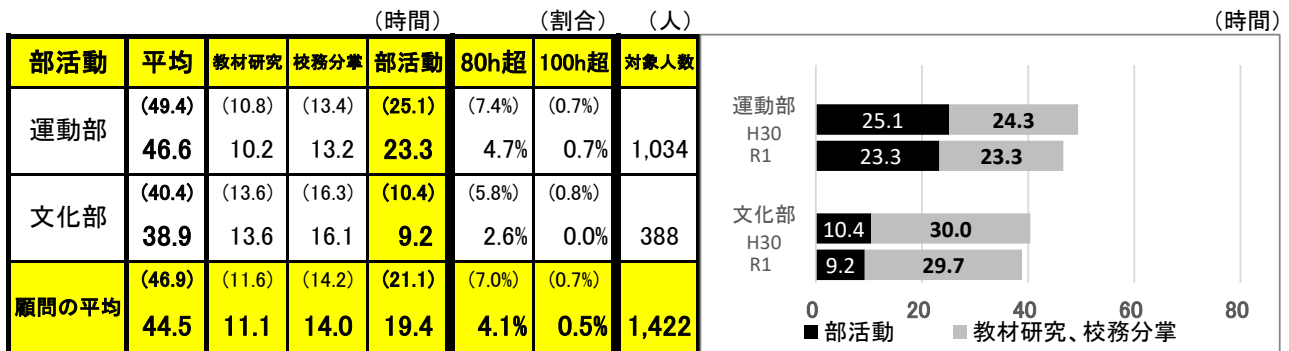 (時間) (割合) (人)
部活動 平均 教材研究 校務分掌 部活動 80h超 100h超 対象人数
運動部 (49.4) (10.8) (13.4) (25.1) (7.4%) (0.7%)
46.6 10.2 13.2 23.3 4.7% 0.7% 1,034
文化部 (40.4) (13.6) (16.3) (10.4) (5.8%) (0.8%)
38.9 13.6 16.1 9.2 2.6% 0.0% 388
顧問の平均 (46.9) (11.6) (14.2) (21.1) (7.0%) (0.7%)
44.5 11.1 14.0 19.4 4.1% 0.5% 1,422
(時間)
運動部
H30 25.1 24.3
R1 23.3 23.3
文化部
H30 10.4 30.0
R1 9.2 29.7
0 20 40 60 80
部活動 教材研究、校務分掌